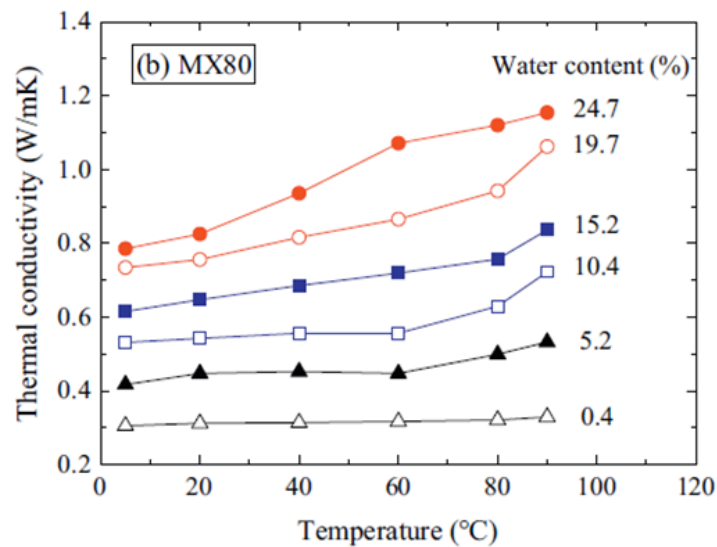 1.4
(b) MX80
Water content (%)
1.2
24.7
19.7
1.0
15.2
0.8
10.4
0.6
5.2
0.4
0.4
0.2
0 20 40 60 80 100 120
Thermal conductivity (W/mK)
Temperature (°C)